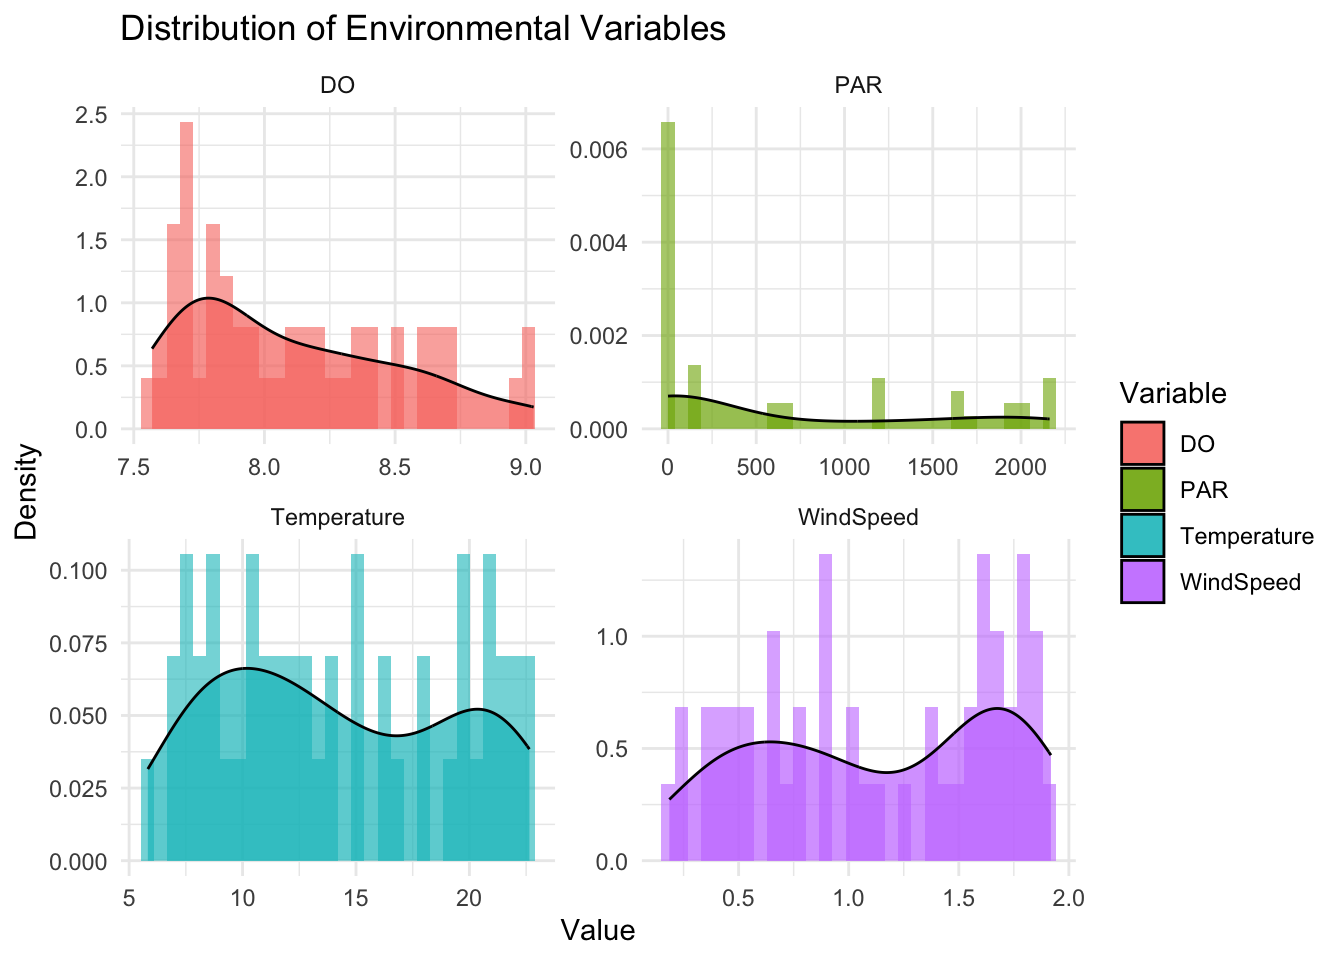 Distribution of Environmental Variables
DO
PAR
2.5
2.0
1.5
1.0
0.5
0.0
7.5 8.0 8.5 9.0
0.006
0.004
0.002
0.000
0 500 1000 1500 2000
Temperature
WindSpeed
0.100
0.075
0.050
0.025
0.000
5 10 15 20
1.0
0.5
0.0
0.5 1.0 1.5 2.0
Density
Value
Variable
DO
PAR
Temperature
WindSpeed